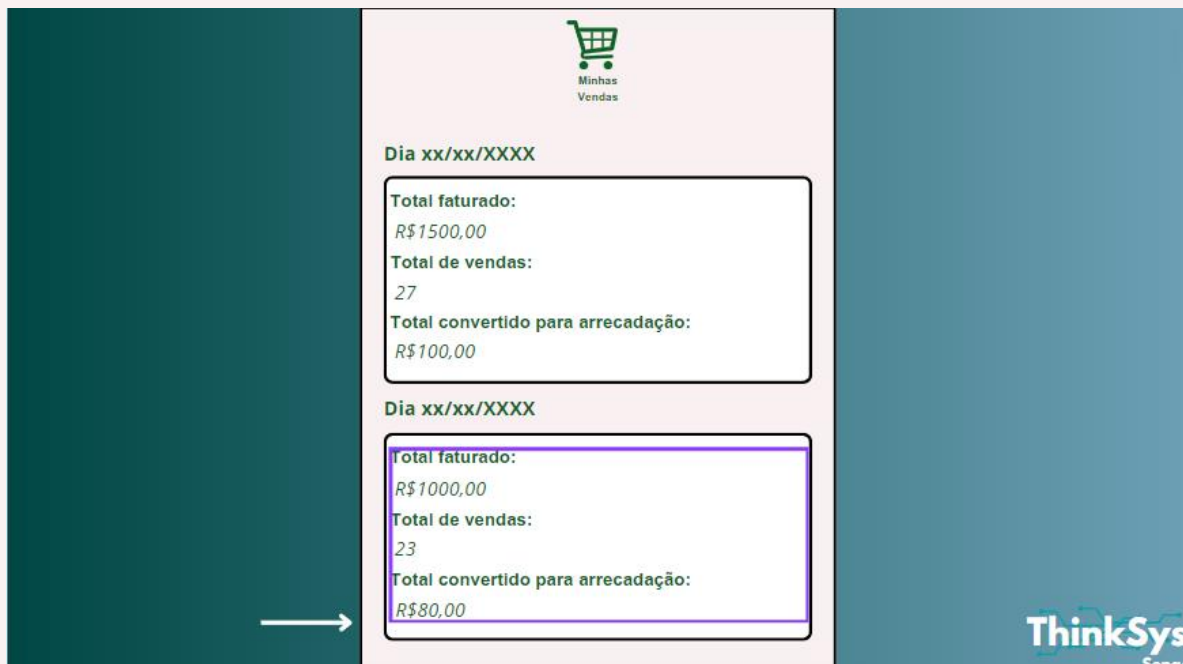 Minhas
Vendas
Dia xx/xx/XXXX
Total faturado:
R$1500,00
Total de vendas:
27
Total convertido para arrecadação:
R$100,00
Dia xx/xx/XXXX
Total faturado:
R$1000,00
Total de vendas:
23
Total convertido para arrecadação:
R$80,00
ThinkSys